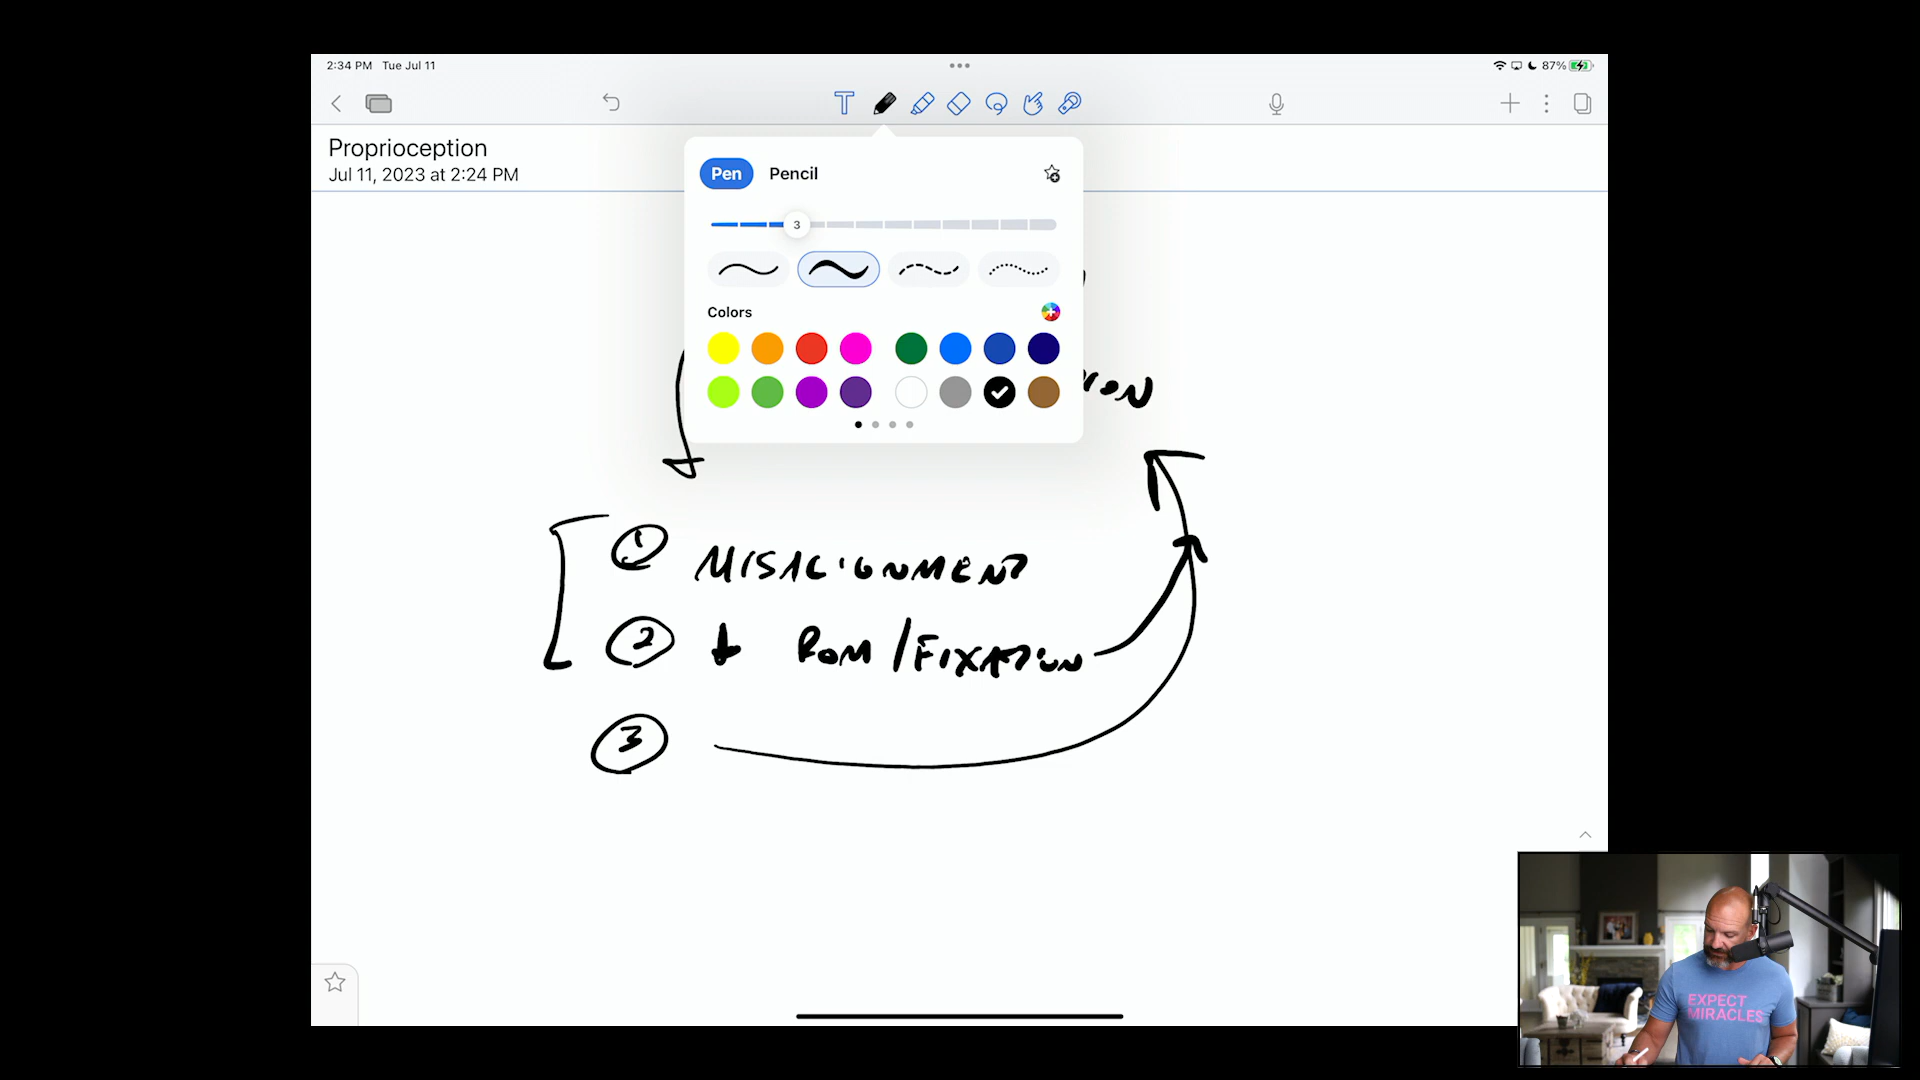 2:34 PM Tue Jul 11
87%
T
Proprioception
Jul 11, 2023 at 2:24 PM
Pen Pencil
3
Colors
1 MISALIGNMENT
2 ROM/FIXATION
3
EXPECT
MIRACLES